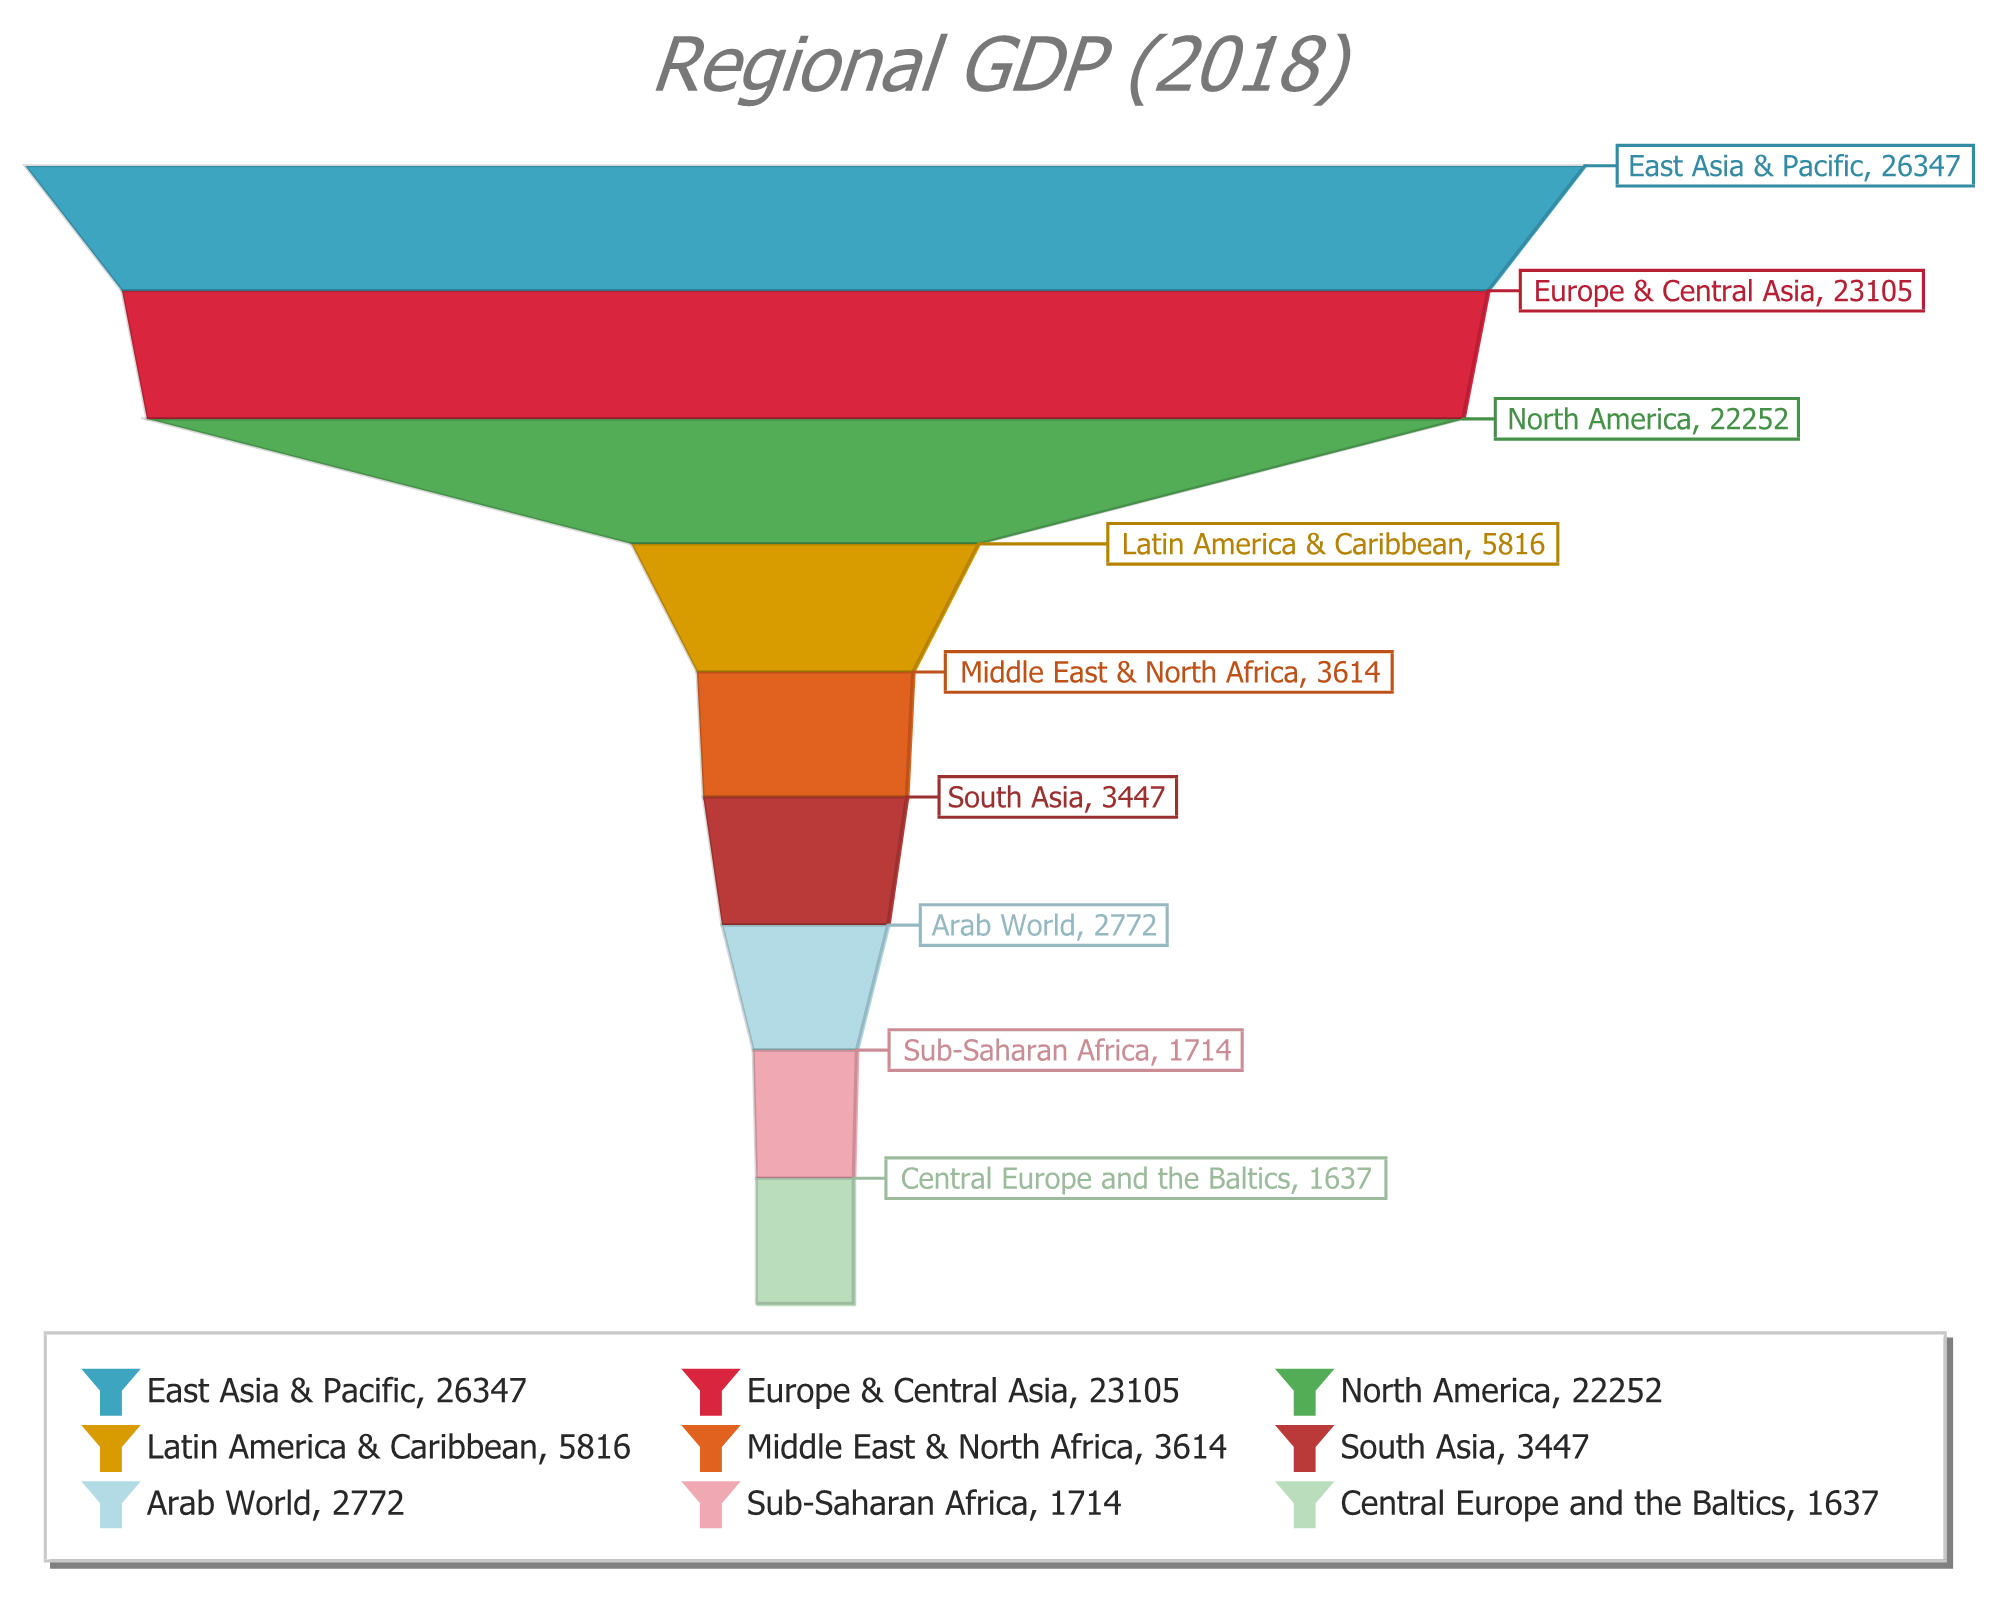 Regional GDP (2018)
East Asia & Pacific, 26347
Europe & Central Asia, 23105
North America, 22252
Latin America & Caribbean, 5816
Middle East & North Africa, 3614
South Asia, 3447
Arab World, 2772
Sub-Saharan Africa, 1714
Central Europe and the Baltics, 1637
East Asia & Pacific, 26347
Europe & Central Asia, 23105
North America, 22252
Latin America & Caribbean, 5816
Middle East & North Africa, 3614
South Asia, 3447
Arab World, 2772
Sub-Saharan Africa, 1714
Central Europe and the Baltics, 1637